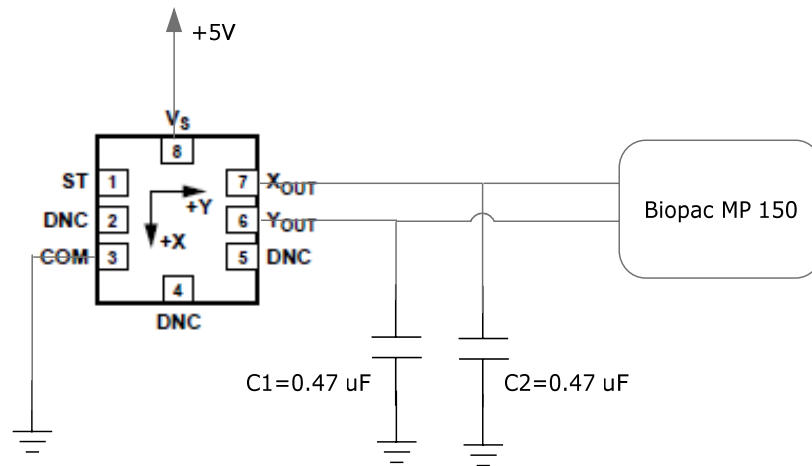 +5V
VS
8
ST 1
7 XOUT
+Y
DNC 2
6 YOUT
+X
COM 3
5 DNC
4
DNC
Biopac MP 150
C1=0.47 uF
C2=0.47 uF